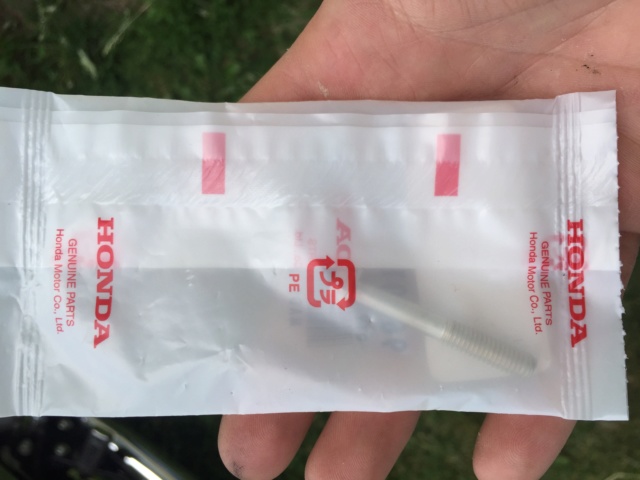 HONDA
GENUINE PARTS
Honda Motor Co., Ltd.
プラ
PE
HONDA
GENUINE PARTS
Honda Motor Co., Ltd.